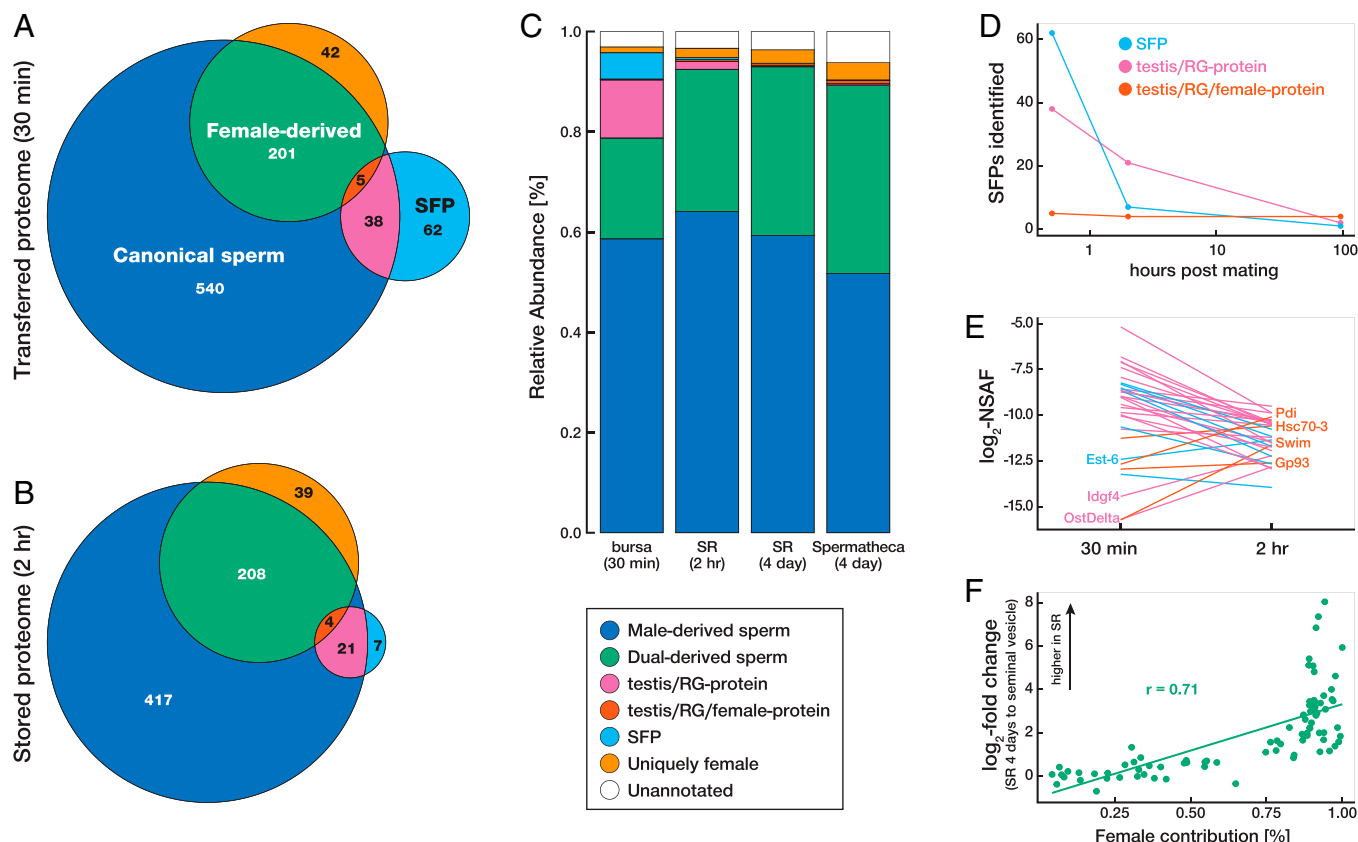 A
Transferred proteome (30 min)
42
Female-derived
201
5
SFP
38
62
Canonical sperm
540
B
Stored proteome (2 hr)
39
208
4
21
7
417
C
Relative Abundance [%]
1.0
0.8
0.6
0.4
0.2
0.0
bursa
(30 min)
SR
(2 hr)
SR
(4 day)
Spermatheca
(4 day)
Male-derived sperm
Dual-derived sperm
testis/RG-protein
testis/RG/female-protein
SFP
Uniquely female
Unannotated
D
SFPs identified
60
40
20
0
SFP
testis/RG-protein
testis/RG/female-protein
1
10
100
hours post mating
E
log2-NSAF
-5.0
-7.5
-10.0
-12.5
-15.0
Est-6
Idgf4
OstDelta
Pdi
Hsc70-3
Swim
Gp93
30 min
2 hr
F
log2-fold change
(SR 4 days to seminal vesicle)
higher in SR
8
6
4
2
0
r = 0.71
0.25
0.50
0.75
1.00
Female contribution [%]